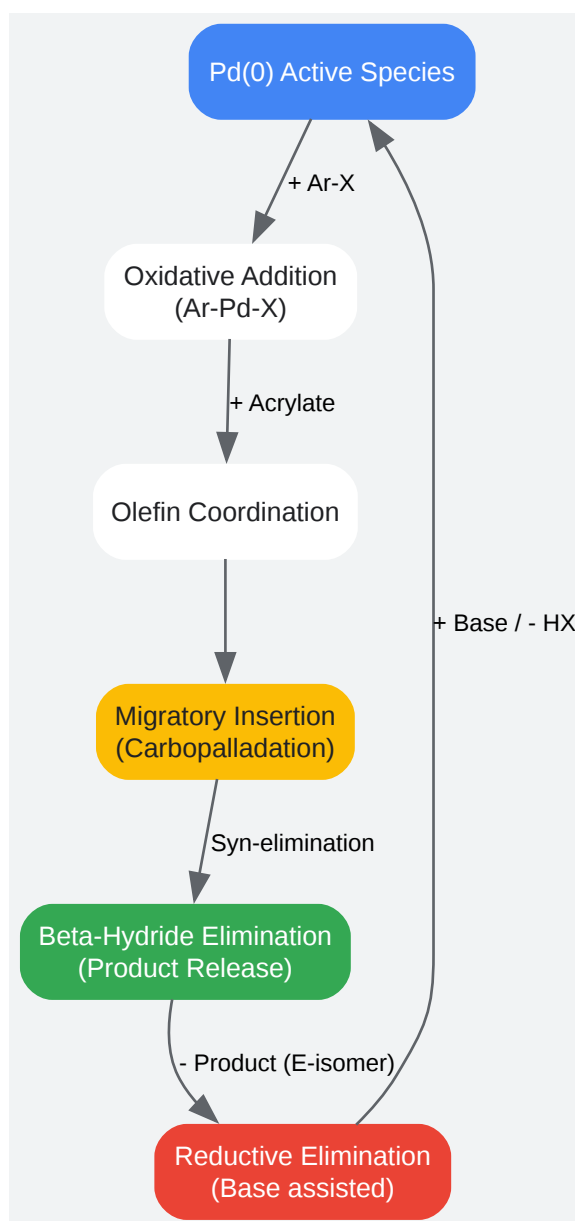 Pd(0) Active Species
+ Ar-X
Oxidative Addition
(Ar-Pd-X)
+ Acrylate
Olefin Coordination
+ Base / - HX
Migratory Insertion
(Carbopalladation)
Syn-elimination
Beta-Hydride Elimination
(Product Release)
- Product (E-isomer)
Reductive Elimination
(Base assisted)